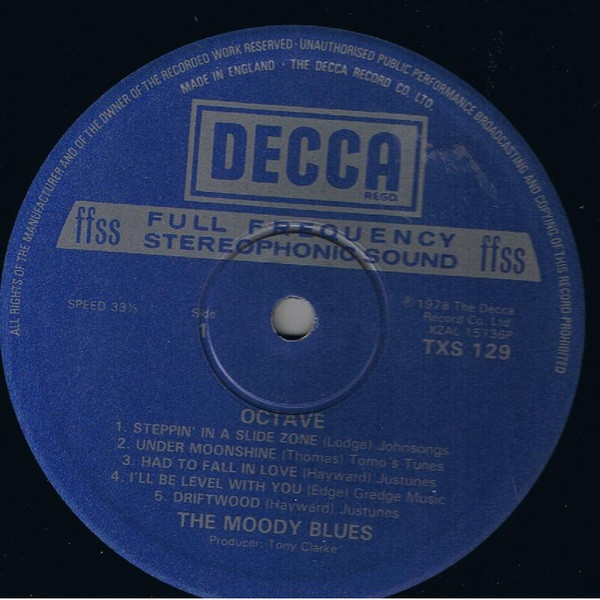 ALL RIGHTS OF THE MANUFACTURER AND OF THE OWNER OF THE RECORDED WORK RESERVED · UNAUTHORISED PUBLIC PERFORMANCE BROADCASTING AND COPYING OF THIS RECORD PROHIBITED
MADE IN ENGLAND · THE DECCA RECORD CO. LTD.
DECCA
REGD.
ffss FULL FREQUENCY STEREOPHONIC SOUND ffss
SPEED 33⅓
Side
1
℗ 1978 The Decca
Record Co. Ltd.
XZAL 15736P
TXS 129
OCTAVE
1. STEPPIN' IN A SLIDE ZONE (Lodge) Johnsongs
2. UNDER MOONSHINE (Thomas) Tomo's Tunes
3. HAD TO FALL IN LOVE (Hayward) Justunes
4. I'LL BE LEVEL WITH YOU (Edge) Gredge Music
5. DRIFTWOOD (Hayward) Justunes
THE MOODY BLUES
Producer: Tony Clarke